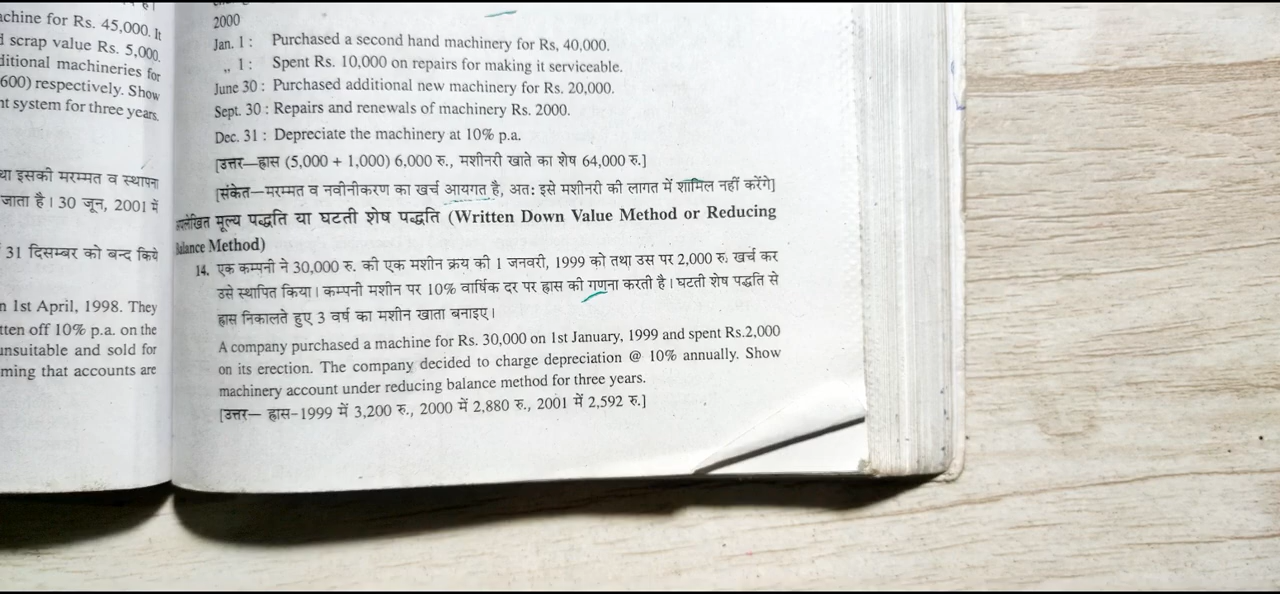 achine for Rs. 45,000. It
d scrap value Rs. 5,000.
ditional machineries for
600) respectively. Show
nt system for three years.
था इसकी मरम्मत व स्थापना
जाता है। 30 जून, 2001 में
31 दिसम्बर को बन्द किये
n 1st April, 1998. They
tten off 10% p.a. on the
unsuitable and sold for
ming that accounts are
2000
Jan. 1 : Purchased a second hand machinery for Rs, 40,000.
„ 1 : Spent Rs. 10,000 on repairs for making it serviceable.
June 30 : Purchased additional new machinery for Rs. 20,000.
Sept. 30 : Repairs and renewals of machinery Rs. 2000.
Dec. 31 : Depreciate the machinery at 10% p.a.
[उत्तर—ह्रास (5,000 + 1,000) 6,000 रु., मशीनरी खाते का शेष 64,000 रु.]
[संकेत—मरम्मत व नवीनीकरण का खर्च आयगत है, अत: इसे मशीनरी की लागत में शामिल नहीं करेंगे]
पलेखित मूल्य पद्धति या घटती शेष पद्धति (Written Down Value Method or Reducing
alance Method)
14. एक कम्पनी ने 30,000 रु. की एक मशीन क्रय की 1 जनवरी, 1999 को तथा उस पर 2,000 रु. खर्च कर
उसे स्थापित किया। कम्पनी मशीन पर 10% वार्षिक दर पर ह्रास की गणना करती है। घटती शेष पद्धति से
ह्रास निकालते हुए 3 वर्ष का मशीन खाता बनाइए।
A company purchased a machine for Rs. 30,000 on 1st January, 1999 and spent Rs.2,000
on its erection. The company decided to charge depreciation @ 10% annually. Show
machinery account under reducing balance method for three years.
[उत्तर— ह्रास-1999 में 3,200 रु., 2000 में 2,880 रु., 2001 में 2,592 रु.]